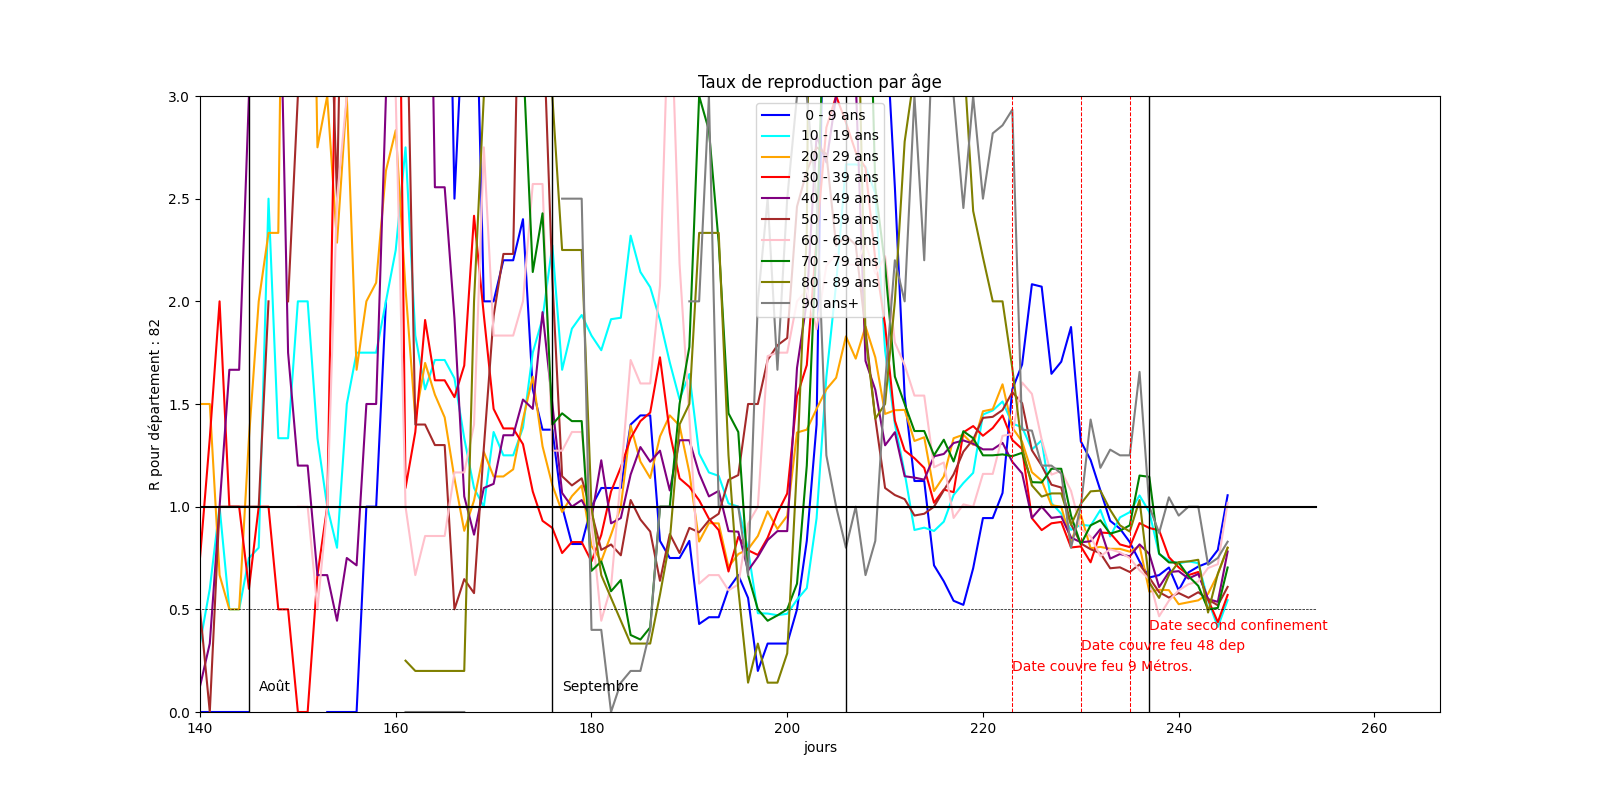 Taux de reproduction par âge
R pour département : 82
3.0
2.5
2.0
1.5
1.0
0.5
0.0
0 - 9 ans
10 - 19 ans
20 - 29 ans
30 - 39 ans
40 - 49 ans
50 - 59 ans
60 - 69 ans
70 - 79 ans
80 - 89 ans
90 ans+
Date second confinement
Date couvre feu 48 dep
Date couvre feu 9 Métros.
Août
Septembre
140
160
180
200
220
240
260
jours